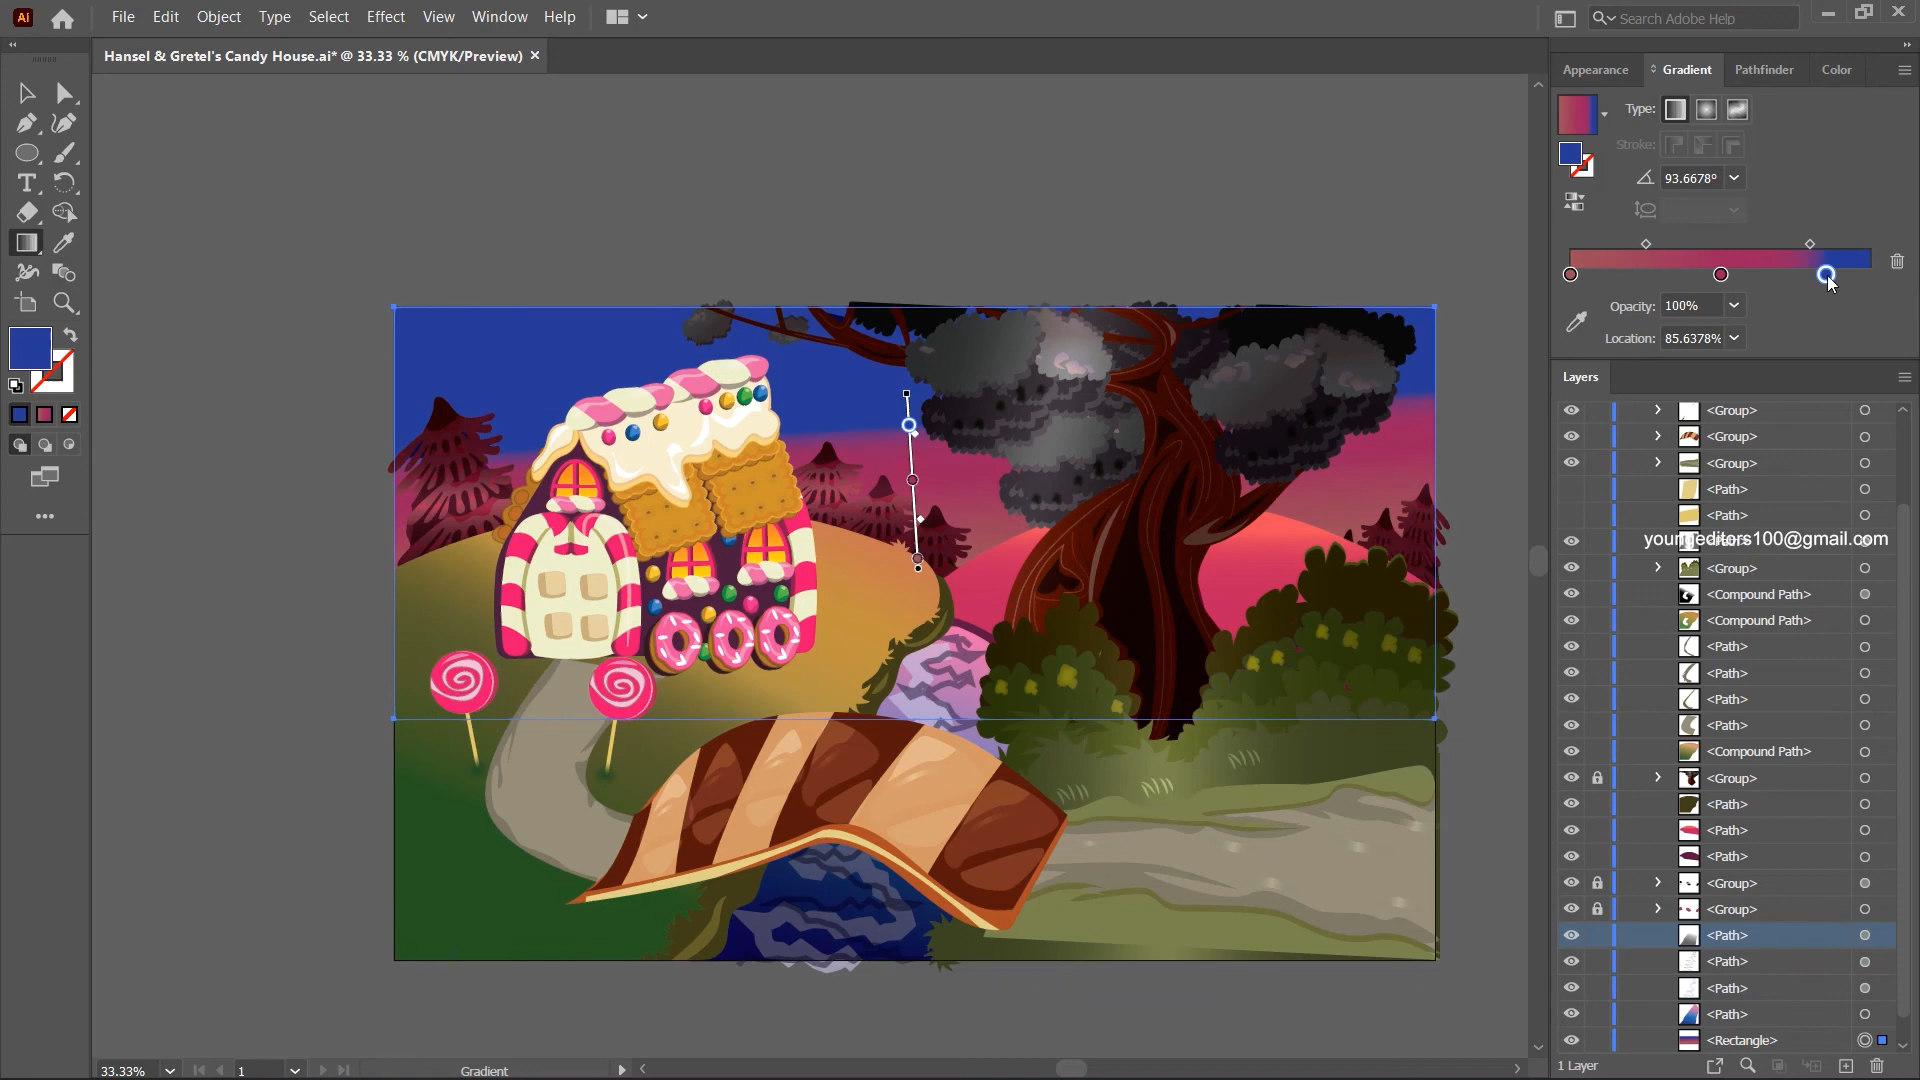 Ai File Edit Object Type Select Effect View Window Help
Search Adobe Help
Hansel & Gretel's Candy House.ai* @ 33.33 % (CMYK/Preview) ×
Appearance Gradient Pathfinder Color
Type:
Stroke:
93.6678°
Opacity: 100%
Location: 85.6378%
Layers
<Group>
<Group>
<Group>
<Path>
<Path>
youngeditors100@gmail.com
<Group>
<Compound Path>
<Compound Path>
<Path>
<Path>
<Path>
<Path>
<Compound Path>
<Group>
<Path>
<Path>
<Path>
<Group>
<Group>
<Path>
<Path>
<Path>
<Path>
<Rectangle>
1 Layer
33.33% 1 Gradient